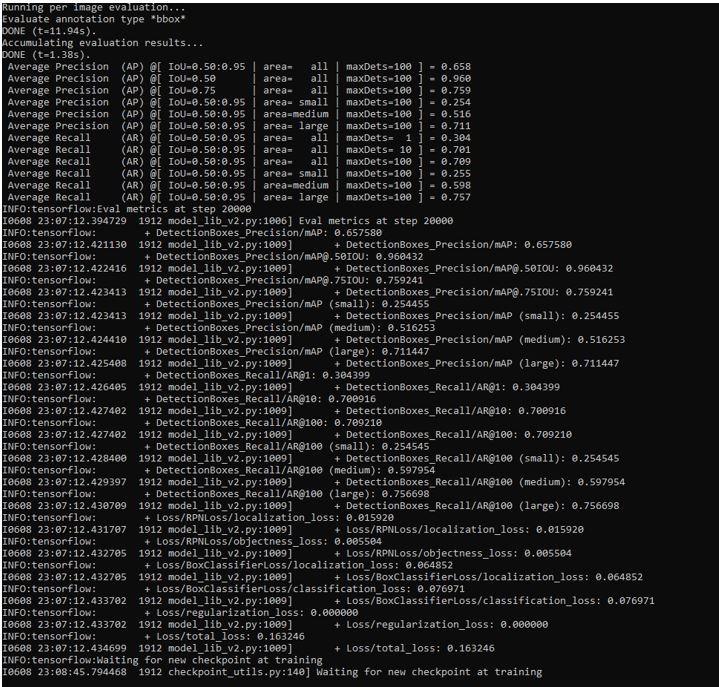 Running per image evaluation...
Evaluate annotation type *bbox*
DONE (t=11.94s).
Accumulating evaluation results...
DONE (t=1.38s).
 Average Precision  (AP) @[ IoU=0.50:0.95 | area=   all | maxDets=100 ] = 0.658
 Average Precision  (AP) @[ IoU=0.50      | area=   all | maxDets=100 ] = 0.960
 Average Precision  (AP) @[ IoU=0.75      | area=   all | maxDets=100 ] = 0.759
 Average Precision  (AP) @[ IoU=0.50:0.95 | area= small | maxDets=100 ] = 0.254
 Average Precision  (AP) @[ IoU=0.50:0.95 | area=medium | maxDets=100 ] = 0.516
 Average Precision  (AP) @[ IoU=0.50:0.95 | area= large | maxDets=100 ] = 0.711
 Average Recall     (AR) @[ IoU=0.50:0.95 | area=   all | maxDets=  1 ] = 0.304
 Average Recall     (AR) @[ IoU=0.50:0.95 | area=   all | maxDets= 10 ] = 0.701
 Average Recall     (AR) @[ IoU=0.50:0.95 | area=   all | maxDets=100 ] = 0.709
 Average Recall     (AR) @[ IoU=0.50:0.95 | area= small | maxDets=100 ] = 0.255
 Average Recall     (AR) @[ IoU=0.50:0.95 | area=medium | maxDets=100 ] = 0.598
 Average Recall     (AR) @[ IoU=0.50:0.95 | area= large | maxDets=100 ] = 0.757
INFO:tensorflow:Eval metrics at step 20000
I0608 23:07:12.394729  1912 model_lib_v2.py:1006] Eval metrics at step 20000
INFO:tensorflow:        + DetectionBoxes_Precision/mAP: 0.657580
I0608 23:07:12.421130  1912 model_lib_v2.py:1009]       + DetectionBoxes_Precision/mAP: 0.657580
INFO:tensorflow:        + DetectionBoxes_Precision/mAP@.50IOU: 0.960432
I0608 23:07:12.422416  1912 model_lib_v2.py:1009]       + DetectionBoxes_Precision/mAP@.50IOU: 0.960432
INFO:tensorflow:        + DetectionBoxes_Precision/mAP@.75IOU: 0.759241
I0608 23:07:12.423413  1912 model_lib_v2.py:1009]       + DetectionBoxes_Precision/mAP@.75IOU: 0.759241
INFO:tensorflow:        + DetectionBoxes_Precision/mAP (small): 0.254455
I0608 23:07:12.423413  1912 model_lib_v2.py:1009]       + DetectionBoxes_Precision/mAP (small): 0.254455
INFO:tensorflow:        + DetectionBoxes_Precision/mAP (medium): 0.516253
I0608 23:07:12.424410  1912 model_lib_v2.py:1009]       + DetectionBoxes_Precision/mAP (medium): 0.516253
INFO:tensorflow:        + DetectionBoxes_Precision/mAP (large): 0.711447
I0608 23:07:12.425408  1912 model_lib_v2.py:1009]       + DetectionBoxes_Precision/mAP (large): 0.711447
INFO:tensorflow:        + DetectionBoxes_Recall/AR@1: 0.304399
I0608 23:07:12.426405  1912 model_lib_v2.py:1009]       + DetectionBoxes_Recall/AR@1: 0.304399
INFO:tensorflow:        + DetectionBoxes_Recall/AR@10: 0.700916
I0608 23:07:12.427402  1912 model_lib_v2.py:1009]       + DetectionBoxes_Recall/AR@10: 0.700916
INFO:tensorflow:        + DetectionBoxes_Recall/AR@100: 0.709210
I0608 23:07:12.427402  1912 model_lib_v2.py:1009]       + DetectionBoxes_Recall/AR@100: 0.709210
INFO:tensorflow:        + DetectionBoxes_Recall/AR@100 (small): 0.254545
I0608 23:07:12.428400  1912 model_lib_v2.py:1009]       + DetectionBoxes_Recall/AR@100 (small): 0.254545
INFO:tensorflow:        + DetectionBoxes_Recall/AR@100 (medium): 0.597954
I0608 23:07:12.429397  1912 model_lib_v2.py:1009]       + DetectionBoxes_Recall/AR@100 (medium): 0.597954
INFO:tensorflow:        + DetectionBoxes_Recall/AR@100 (large): 0.756698
I0608 23:07:12.430709  1912 model_lib_v2.py:1009]       + DetectionBoxes_Recall/AR@100 (large): 0.756698
INFO:tensorflow:        + Loss/RPNLoss/localization_loss: 0.015920
I0608 23:07:12.431707  1912 model_lib_v2.py:1009]       + Loss/RPNLoss/localization_loss: 0.015920
INFO:tensorflow:        + Loss/RPNLoss/objectness_loss: 0.005504
I0608 23:07:12.432705  1912 model_lib_v2.py:1009]       + Loss/RPNLoss/objectness_loss: 0.005504
INFO:tensorflow:        + Loss/BoxClassifierLoss/localization_loss: 0.064852
I0608 23:07:12.432705  1912 model_lib_v2.py:1009]       + Loss/BoxClassifierLoss/localization_loss: 0.064852
INFO:tensorflow:        + Loss/BoxClassifierLoss/classification_loss: 0.076971
I0608 23:07:12.433702  1912 model_lib_v2.py:1009]       + Loss/BoxClassifierLoss/classification_loss: 0.076971
INFO:tensorflow:        + Loss/regularization_loss: 0.000000
I0608 23:07:12.433702  1912 model_lib_v2.py:1009]       + Loss/regularization_loss: 0.000000
INFO:tensorflow:        + Loss/total_loss: 0.163246
I0608 23:07:12.434699  1912 model_lib_v2.py:1009]       + Loss/total_loss: 0.163246
INFO:tensorflow:Waiting for new checkpoint at training
I0608 23:08:45.794468  1912 checkpoint_utils.py:140] Waiting for new checkpoint at training